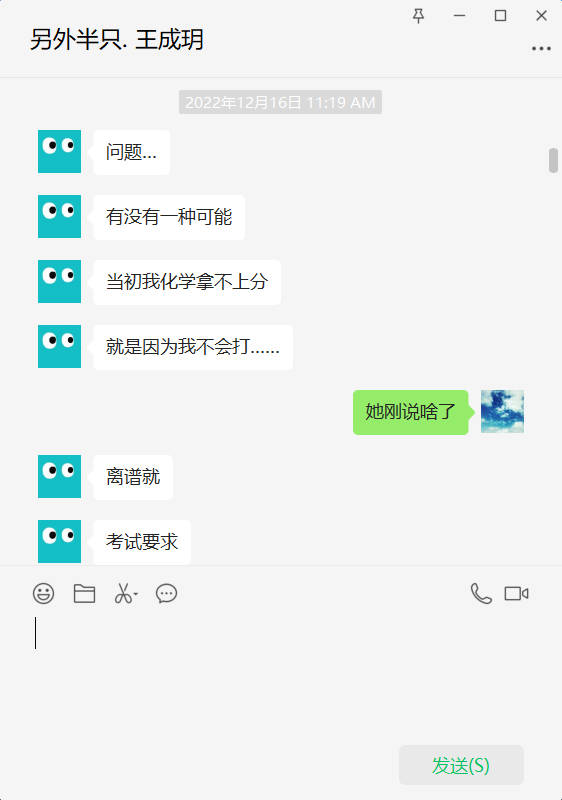 另外半只. 王成玥
2022年12月16日 11:19 AM
问题...
有没有一种可能
当初我化学拿不上分
就是因为我不会打......
她刚说啥了
离谱就
考试要求
发送(S)